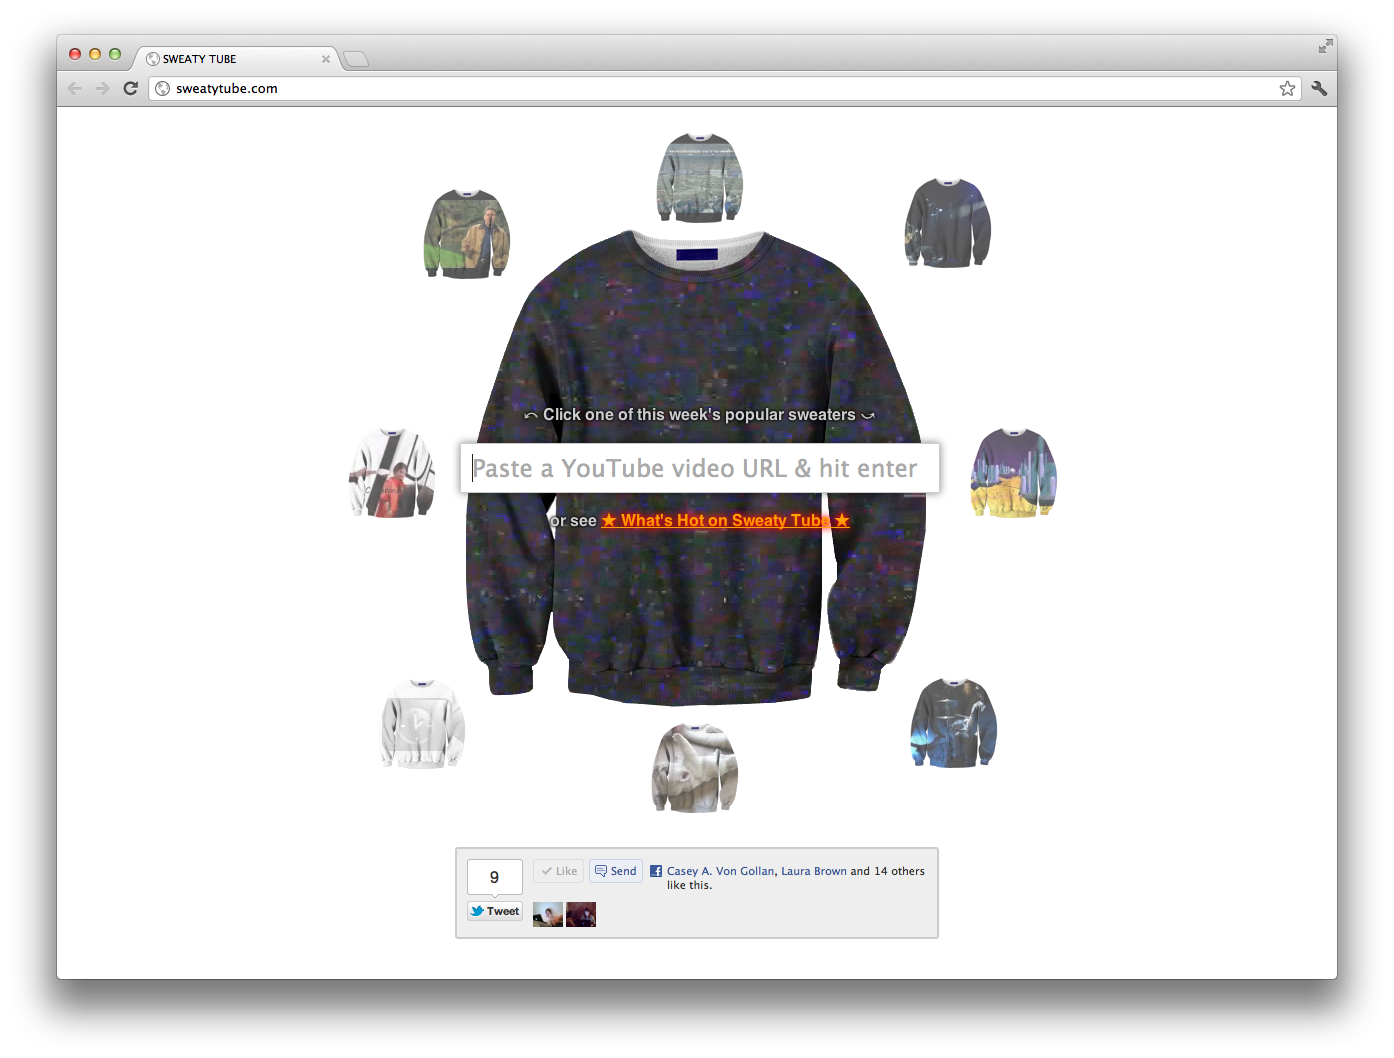 SWEATY TUBE
sweatytube.com
Click one of this week's popular sweaters
Paste a YouTube video URL & hit enter
or see ★ What's Hot on Sweaty Tube ★
9
Like
Send
Casey A. Von Gollan, Laura Brown and 14 others
like this.
Tweet